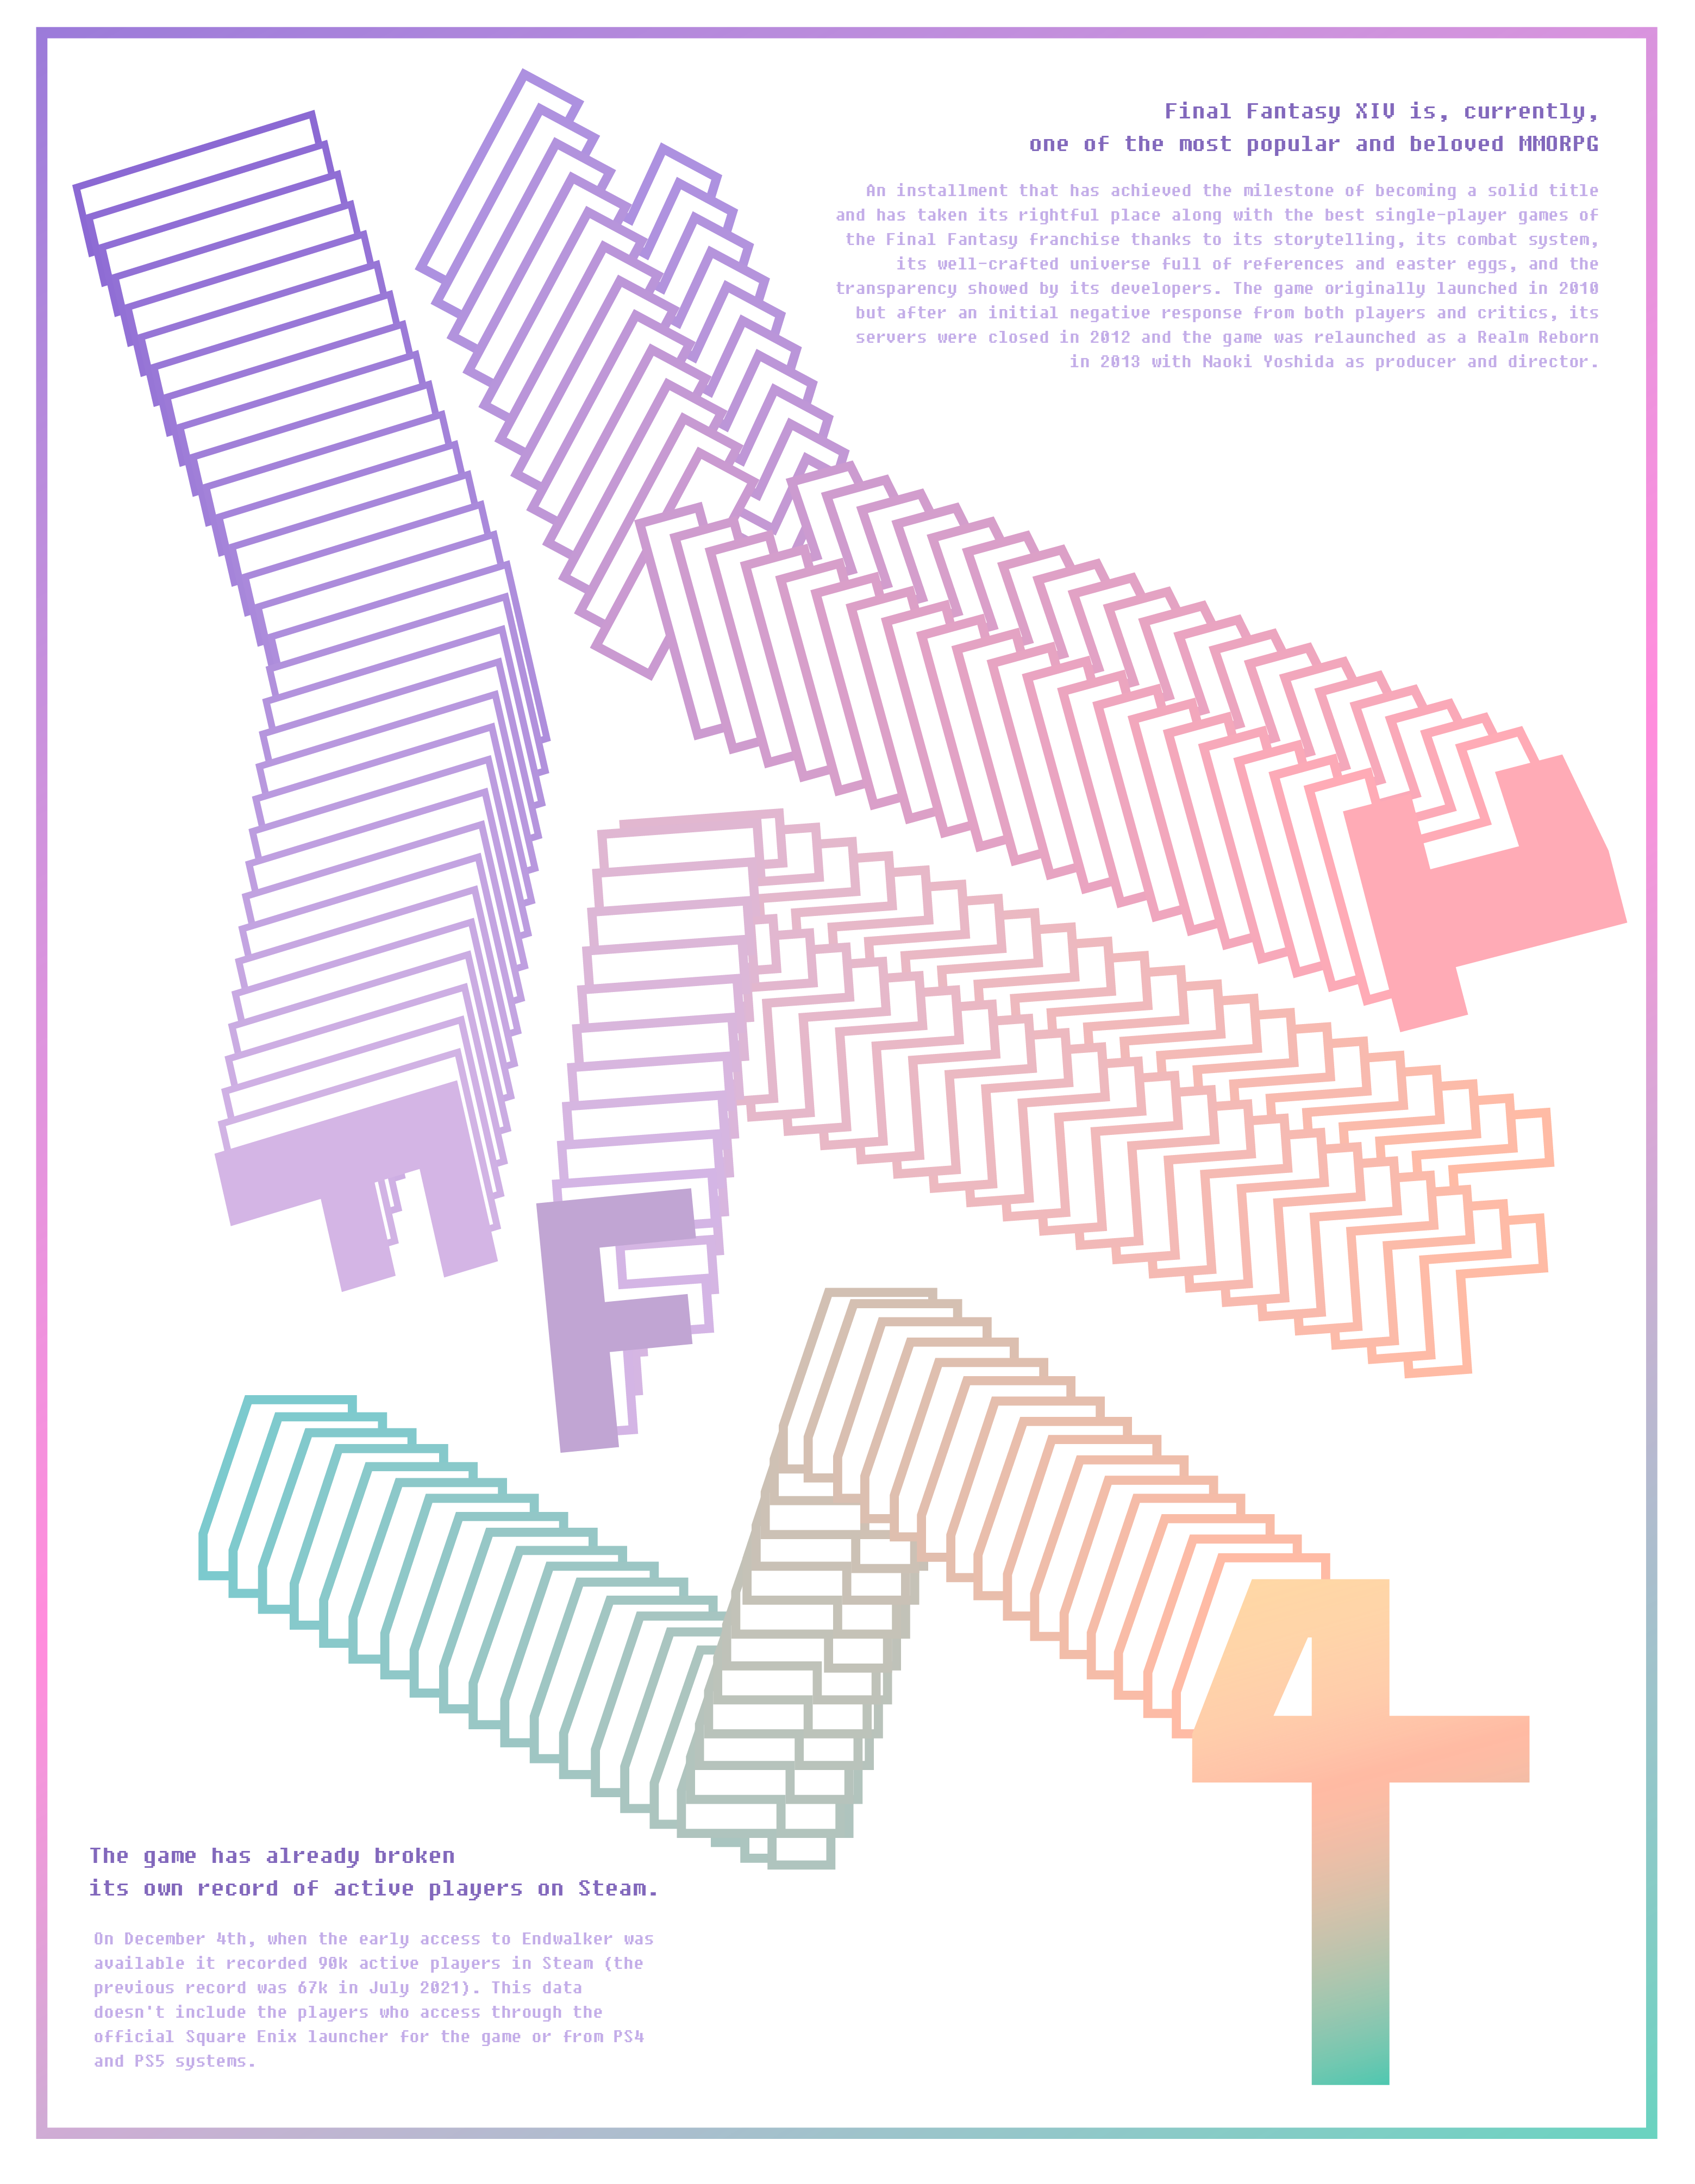 Final Fantasy XIV is, currently,
one of the most popular and beloved MMORPG
An installment that has achieved the milestone of becoming a solid title
and has taken its rightful place along with the best single-player games of
the Final Fantasy franchise thanks to its storytelling, its combat system,
its well-crafted universe full of references and easter eggs, and the
transparency showed by its developers. The game originally launched in 2010
but after an initial negative response from both players and critics, its
servers were closed in 2012 and the game was relaunched as a Realm Reborn
in 2013 with Naoki Yoshida as producer and director.
F
F
4
The game has already broken
its own record of active players on Steam.
On December 4th, when the early access to Endwalker was
available it recorded 90k active players in Steam (the
previous record was 67k in July 2021). This data
doesn't include the players who access through the
official Square Enix launcher for the game or from PS4
and PS5 systems.